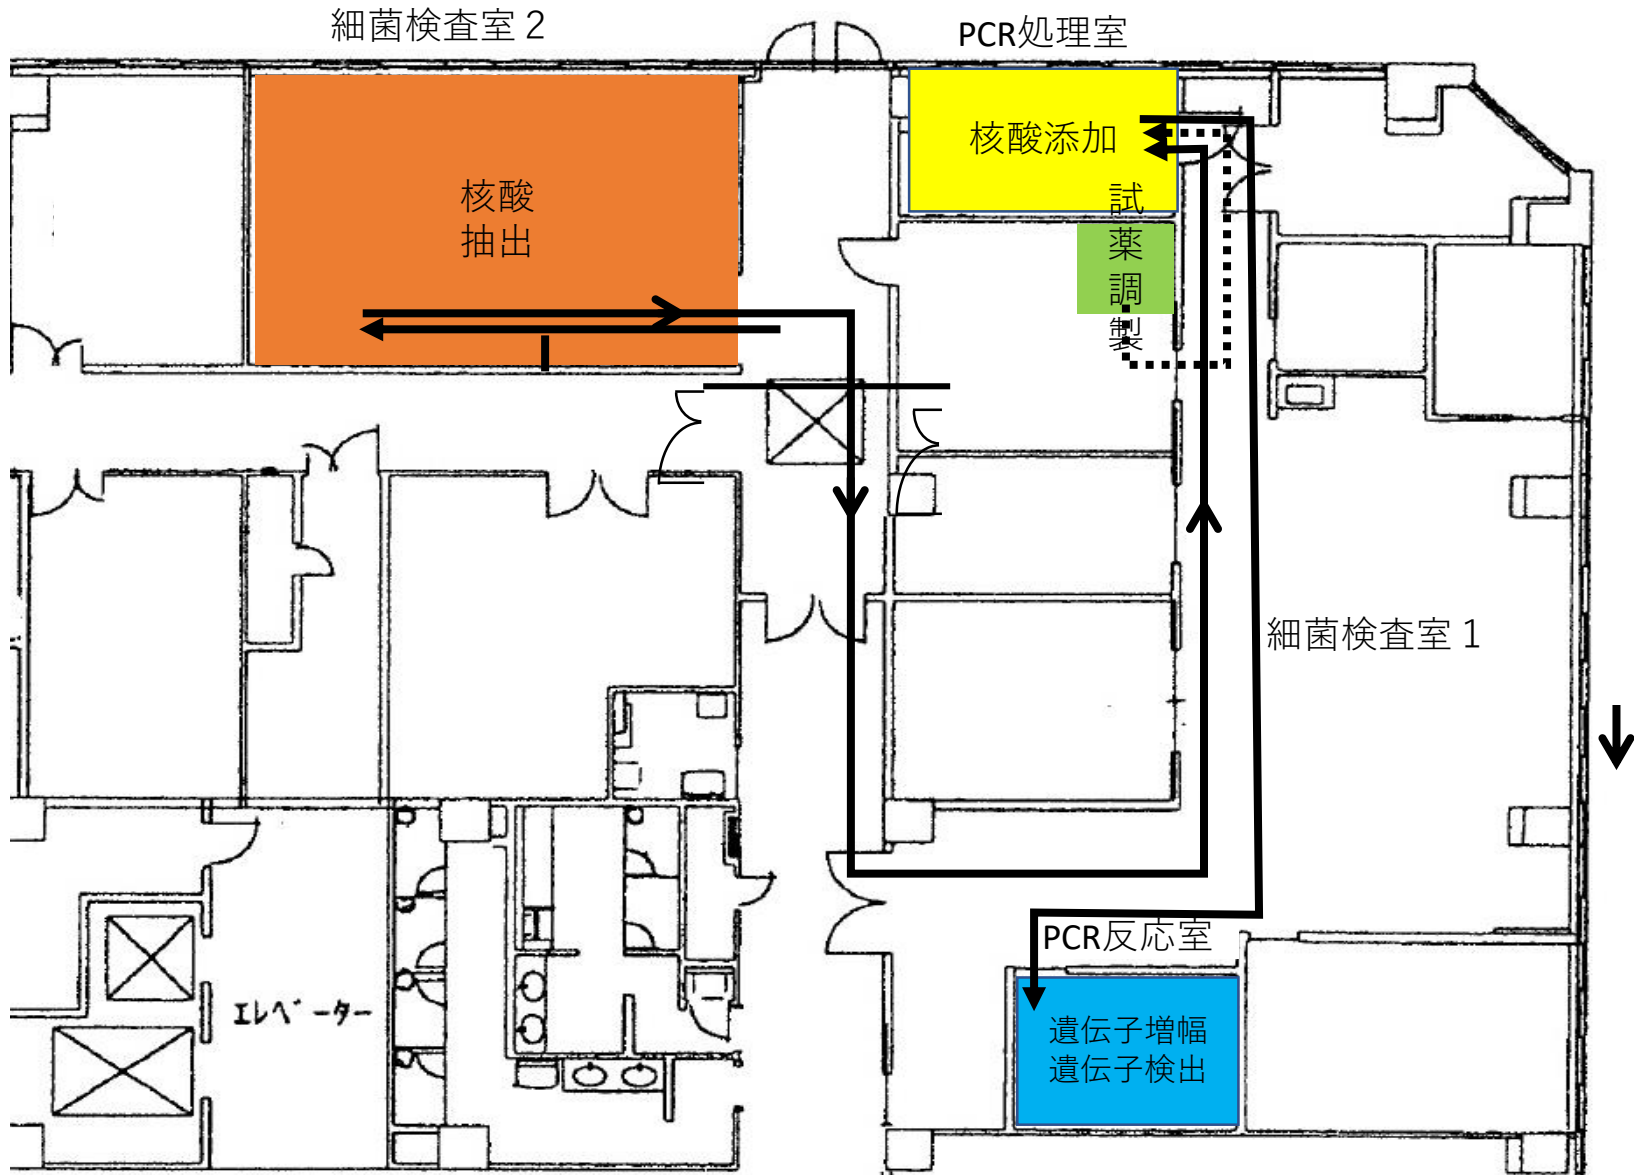 細菌検査室２
PCR処理室
核酸添加
核酸
抽出
試
薬
調
製
細菌検査室１
PCR反応室
エレベーター
遺伝子増幅
遺伝子検出